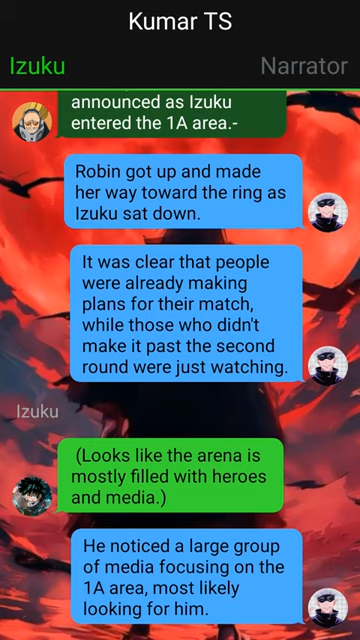 Kumar TS
Izuku
Narrator
announced as Izuku
entered the 1A area.-
Robin got up and made
her way toward the ring as
Izuku sat down.
It was clear that people
were already making
plans for their match,
while those who didn't
make it past the second
round were just watching.
Izuku
(Looks like the arena is
mostly filled with heroes
and media.)
He noticed a large group
of media focusing on the
1A area, most likely
looking for him.